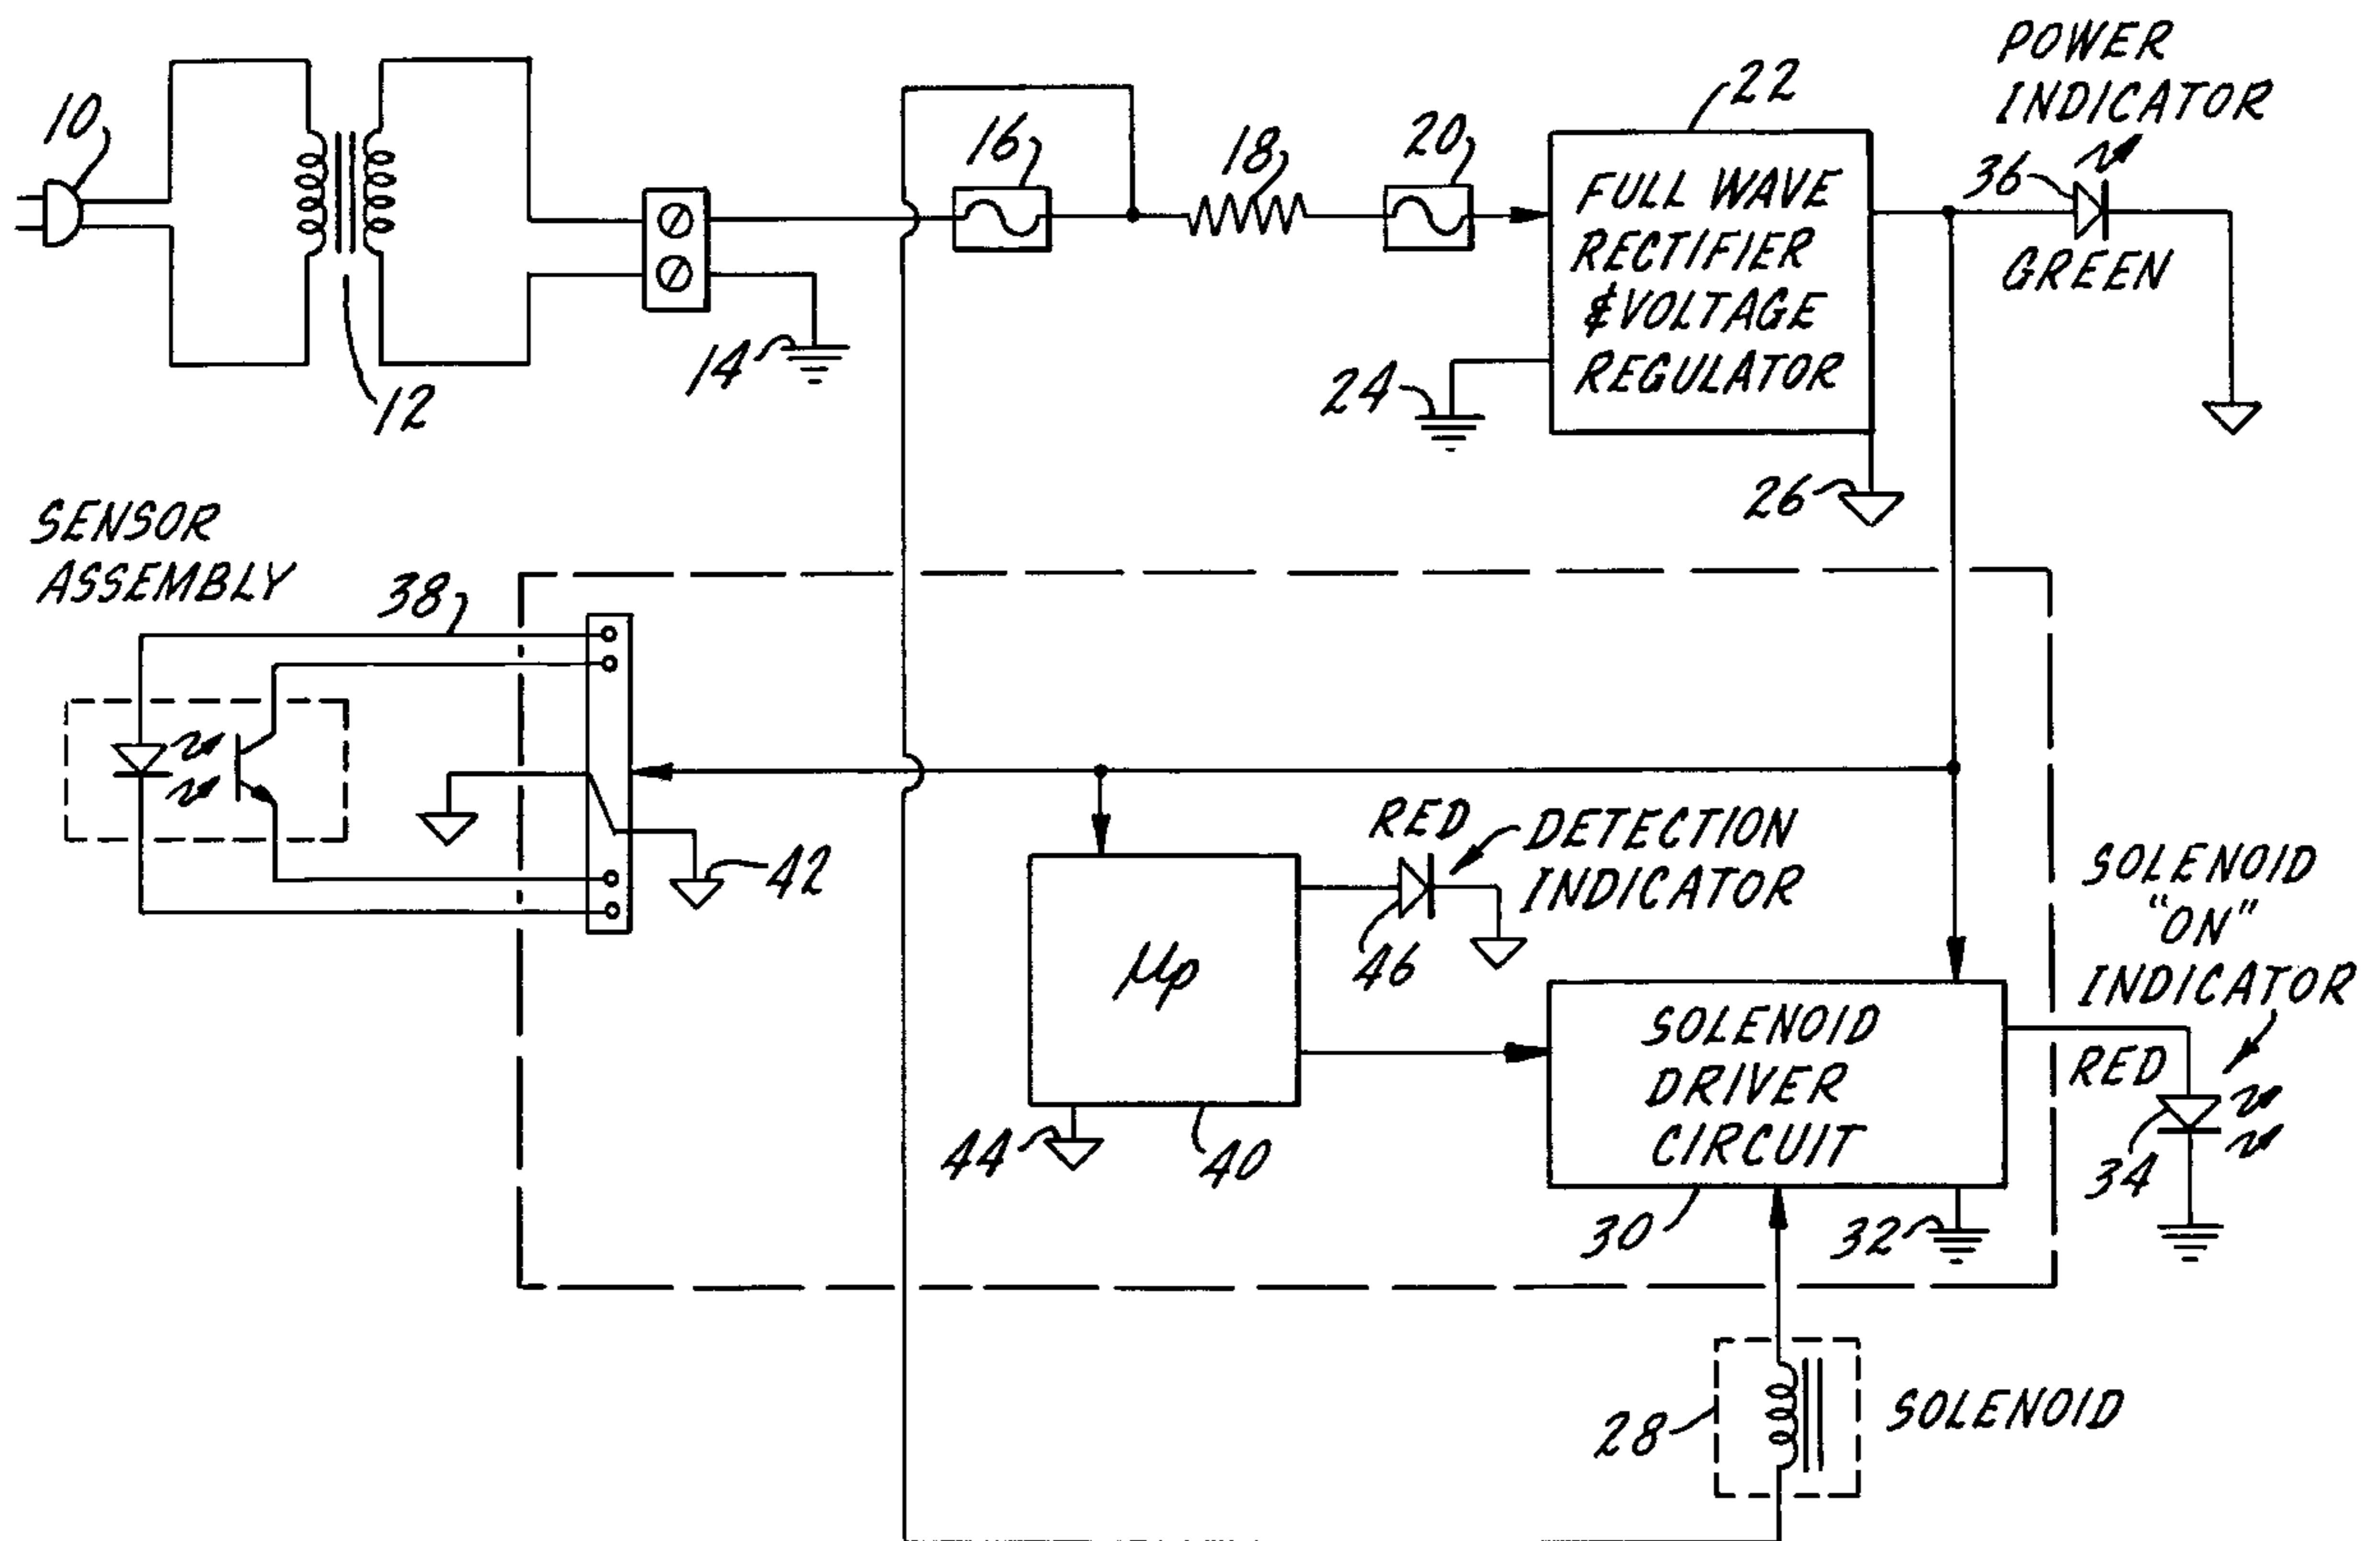 10
12
14
16
18
20
22
FULL WAVE
RECTIFIER
&VOLTAGE
REGULATOR
24
26
POWER
INDICATOR
36
GREEN
SENSOR
ASSEMBLY
38
42
RED
DETECTION
INDICATOR
46
μp
44
40
SOLENOID
DRIVER
CIRCUIT
30
32
SOLENOID
"ON"
INDICATOR
RED
34
28
SOLENOID